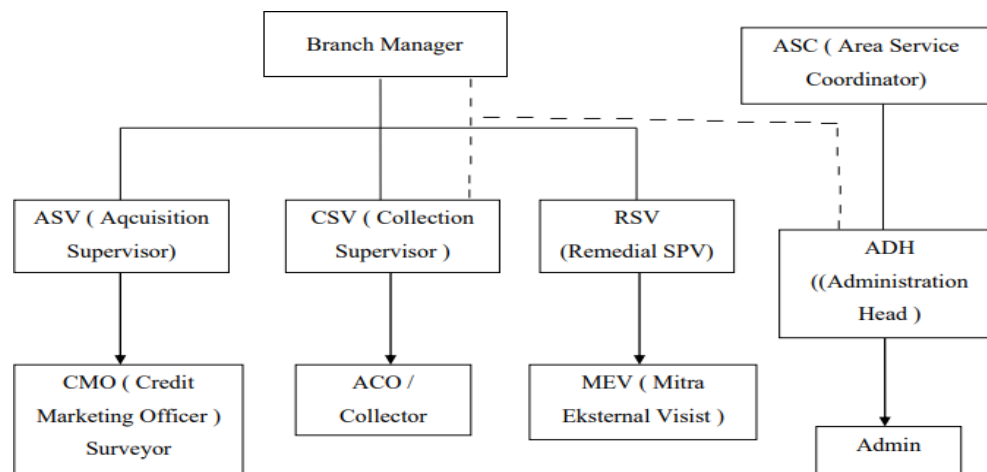 Branch Manager
ASC ( Area Service
Coordinator)
ASV ( Aqcuisition
Supervisor)
CSV ( Collection
Supervisor )
RSV
(Remedial SPV)
ADH
((Administration
Head )
CMO ( Credit
Marketing Officer )
Surveyor
ACO /
Collector
MEV ( Mitra
Eksternal Visist )
Admin